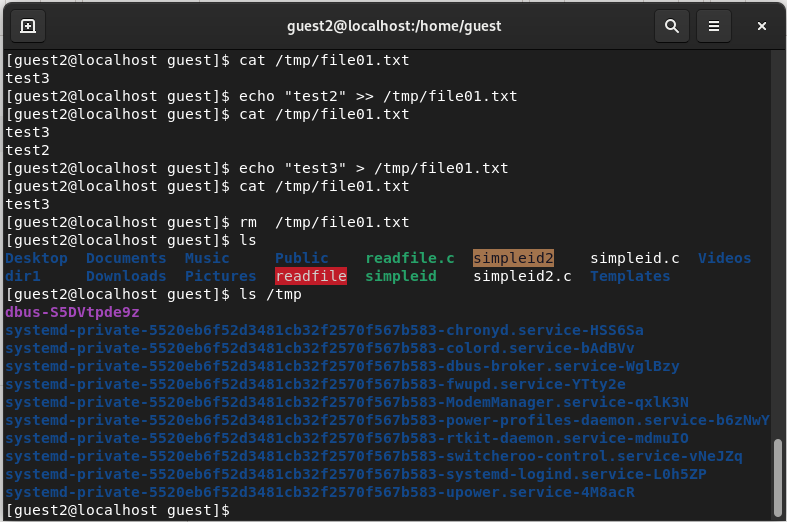 guest2@localhost:/home/guest
[guest2@localhost guest]$ cat /tmp/file01.txt
test3
[guest2@localhost guest]$ echo "test2" >> /tmp/file01.txt
[guest2@localhost guest]$ cat /tmp/file01.txt
test3
test2
[guest2@localhost guest]$ echo "test3" > /tmp/file01.txt
[guest2@localhost guest]$ cat /tmp/file01.txt
test3
[guest2@localhost guest]$ rm  /tmp/file01.txt
[guest2@localhost guest]$ ls
Desktop  Documents  Music     Public    readfile.c  simpleid2    simpleid.c  Videos
dir1     Downloads  Pictures  readfile  simpleid    simpleid2.c  Templates
[guest2@localhost guest]$ ls /tmp
dbus-S5DVtpde9z
systemd-private-5520eb6f52d3481cb32f2570f567b583-chronyd.service-HSS6Sa
systemd-private-5520eb6f52d3481cb32f2570f567b583-colord.service-bAdBVv
systemd-private-5520eb6f52d3481cb32f2570f567b583-dbus-broker.service-WglBzy
systemd-private-5520eb6f52d3481cb32f2570f567b583-fwupd.service-YTty2e
systemd-private-5520eb6f52d3481cb32f2570f567b583-ModemManager.service-qxlK3N
systemd-private-5520eb6f52d3481cb32f2570f567b583-power-profiles-daemon.service-b6zNwY
systemd-private-5520eb6f52d3481cb32f2570f567b583-rtkit-daemon.service-mdmuIO
systemd-private-5520eb6f52d3481cb32f2570f567b583-switcheroo-control.service-vNeJZq
systemd-private-5520eb6f52d3481cb32f2570f567b583-systemd-logind.service-L0h5ZP
systemd-private-5520eb6f52d3481cb32f2570f567b583-upower.service-4M8acR
[guest2@localhost guest]$